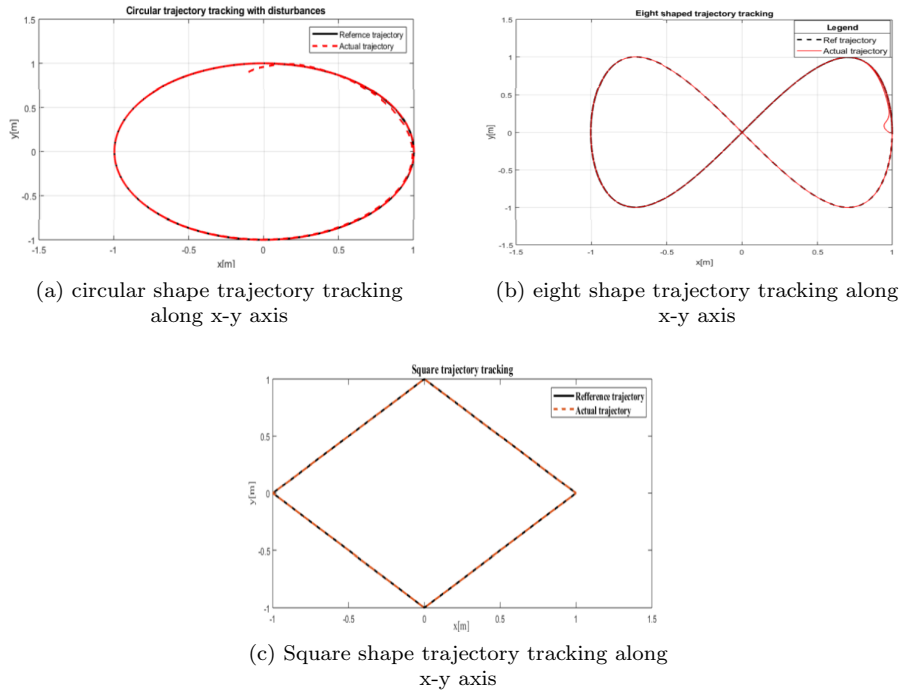 Circular trajectory tracking with disturbances
1.5
1
0.5
0
-0.5
-1
y[m]
Refernce trajectory
Actual trajectory
-1.5
-1
-0.5
0
0.5
1
x[m]
(a) circular shape trajectory tracking
along x-y axis
Eight shaped trajectory tracking
1.5
1
0.5
0
-0.5
-1
-1.5
y[m]
Legend
Ref trajectory
Actual trajectory
-1.5
-1
-0.5
0
0.5
1
x[m]
(b) eight shape trajectory tracking along
x-y axis
Square trajectory tracking
1
0.5
0
-0.5
-1
y[m]
Refference trajectory
Actual trajectory
-1
-0.5
0
0.5
1
1.5
x[m]
(c) Square shape trajectory tracking along
x-y axis